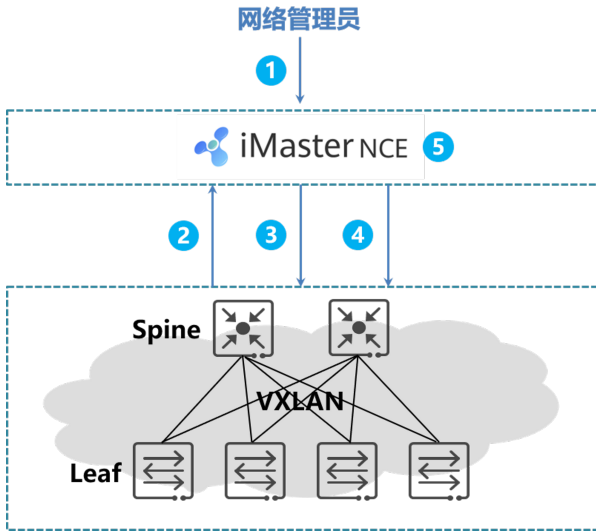 网络管理员
1
iMaster NCE 5
2 3 4
Spine
VXLAN
Leaf